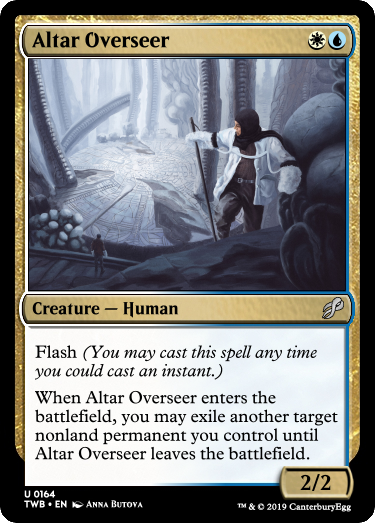 Altar Overseer
Creature — Human
Flash (You may cast this spell any time
you could cast an instant.)
When Altar Overseer enters the
battlefield, you may exile another target
nonland permanent you control until
Altar Overseer leaves the battlefield.
2/2
U 0164
TWB • EN Anna Butova
™ & © 2019 CanterburyEgg